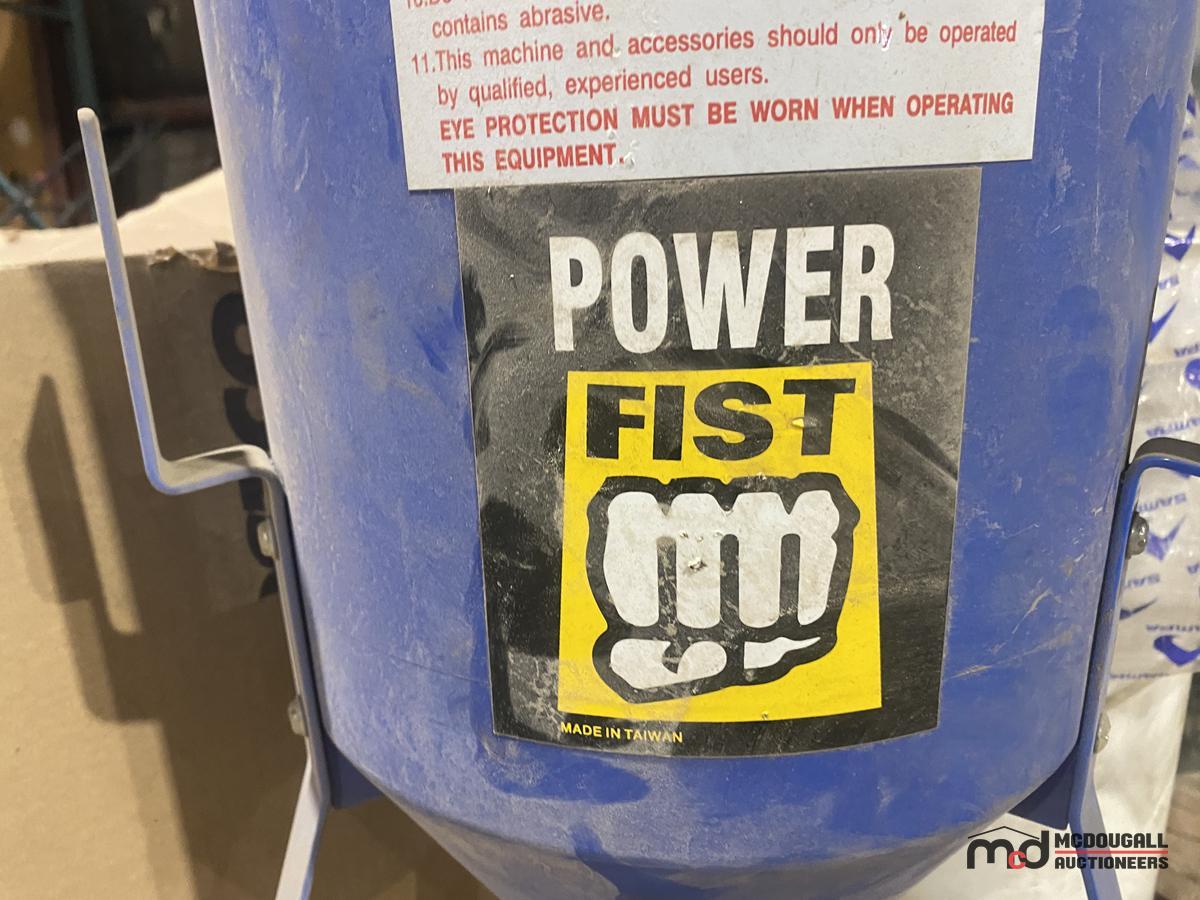 contains abrasive.
11.This machine and accessories should only be operated
by qualified, experienced users.
EYE PROTECTION MUST BE WORN WHEN OPERATING
THIS EQUIPMENT.
POWER
FIST
MADE IN TAIWAN
mcd MCDOUGALL
AUCTIONEERS